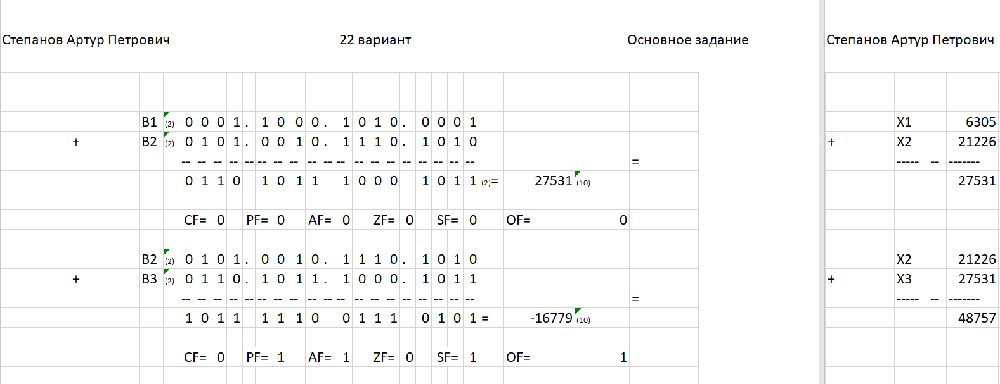 Степанов Артур Петрович 22 вариант Основное задание Степанов Артур Петрович
B1 (2) 0 0 0 1 . 1 0 0 0 . 1 0 1 0 . 0 0 0 1 X1 6305
+ B2 (2) 0 1 0 1 . 0 0 1 0 . 1 1 1 0 . 1 0 1 0 + X2 21226
-- -- -- -- -- -- -- -- -- -- -- -- -- -- -- -- -- -- -- = ----- -- -------
0 1 1 0 1 0 1 1 1 0 0 0 1 0 1 1 (2)= 27531 (10) 27531
CF= 0 PF= 0 AF= 0 ZF= 0 SF= 0 OF= 0
B2 (2) 0 1 0 1 . 0 0 1 0 . 1 1 1 0 . 1 0 1 0 X2 21226
+ B3 (2) 0 1 1 0 . 1 0 1 1 . 1 0 0 0 . 1 0 1 1 + X3 27531
-- -- -- -- -- -- -- -- -- -- -- -- -- -- -- -- -- -- -- = ----- -- -------
1 0 1 1 1 1 1 0 0 1 1 1 0 1 0 1 = -16779 (10) 48757
CF= 0 PF= 1 AF= 1 ZF= 0 SF= 1 OF= 1